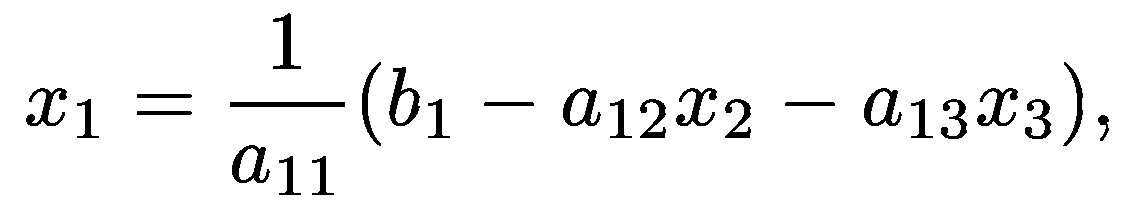 x_1 = \frac{1}{a_{11}}(b_1 - a_{12}x_2 - a_{13}x_3),